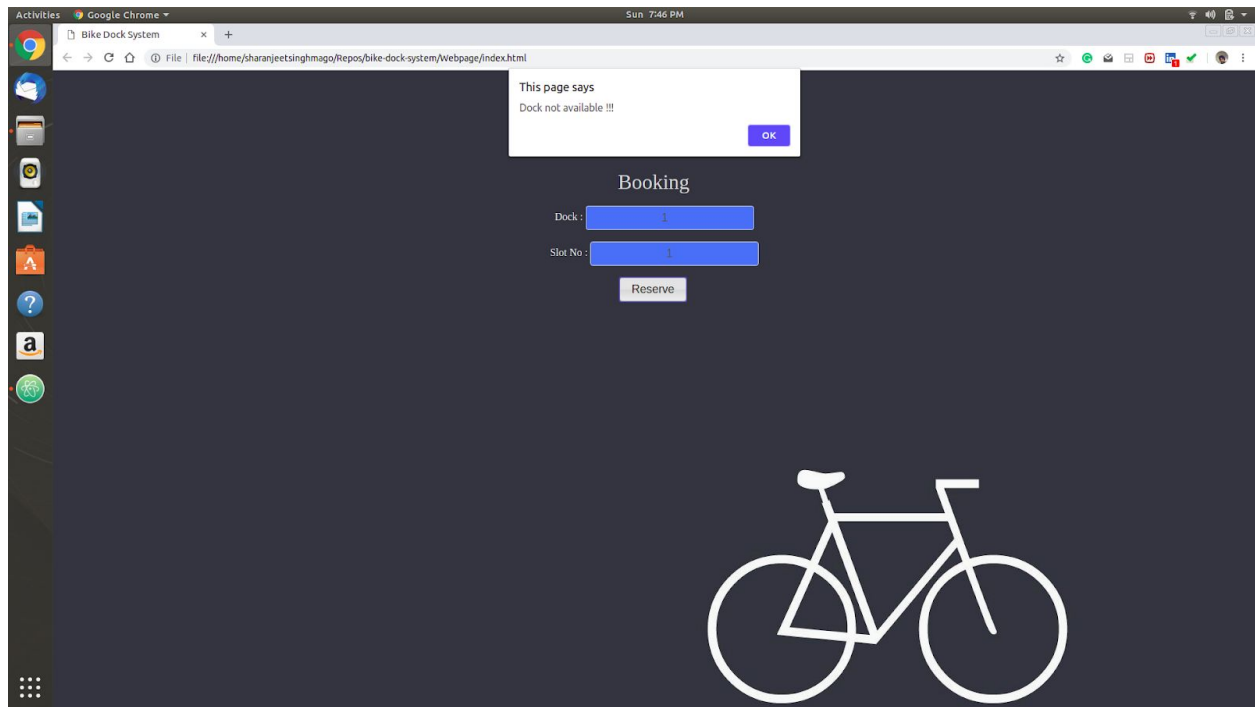 Activities Google Chrome Sun 7:46 PM
Bike Dock System
File file:///home/sharanjeetsinghmago/Repos/bike-dock-system/Webpage/index.html
This page says
Dock not available !!!
OK
Booking
Dock : 1
Slot No : 1
Reserve